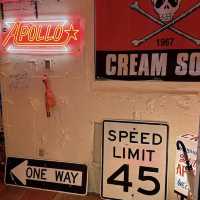 APOLLO
1967
CREAM SO
ONE WAY
SPEED
LIMIT
45